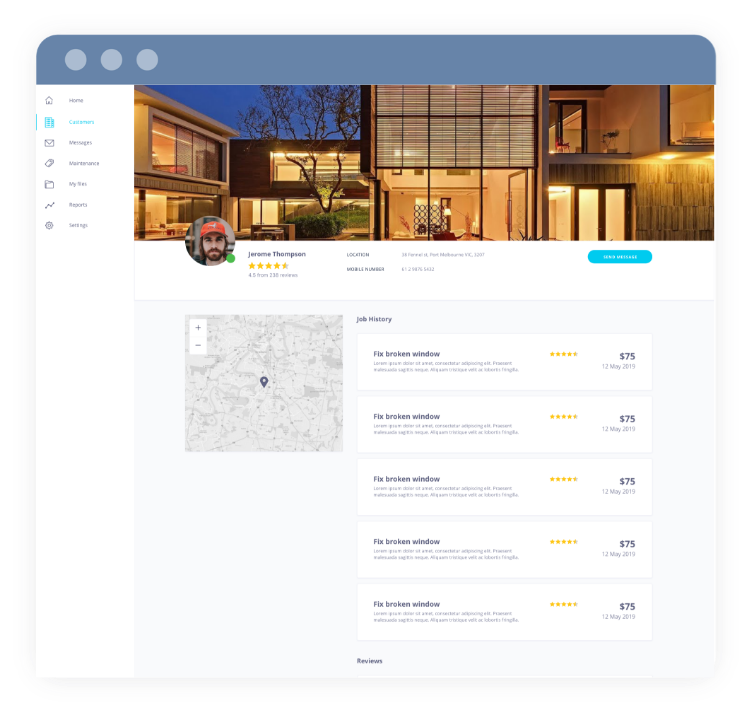 Home
Customers
Messages
Maintenance
My files
Reports
Settings
Jerome Thompson
4.5 from 230 reviews
LOCATION
MOBILE NUMBER
St, Port Melbourne VIC, 3207
61 2 5876 5432
SEND MESSAGE
+
−
Job History
Fix broken window
Lorem ipsum dolor sit amet, consectetur adipiscing elit. Praesent
malesuada sagittis neque. Aliquam tristique velit ac lobortis fringilla.
$75
12 May 2019
Fix broken window
Lorem ipsum dolor sit amet, consectetur adipiscing elit. Praesent
malesuada sagittis neque. Aliquam tristique velit ac lobortis fringilla.
$75
12 May 2019
Fix broken window
Lorem ipsum dolor sit amet, consectetur adipiscing elit. Praesent
malesuada sagittis neque. Aliquam tristique velit ac lobortis fringilla.
$75
12 May 2019
Fix broken window
Lorem ipsum dolor sit amet, consectetur adipiscing elit. Praesent
malesuada sagittis neque. Aliquam tristique velit ac lobortis fringilla.
$75
12 May 2019
Fix broken window
Lorem ipsum dolor sit amet, consectetur adipiscing elit. Praesent
malesuada sagittis neque. Aliquam tristique velit ac lobortis fringilla.
$75
12 May 2019
Reviews